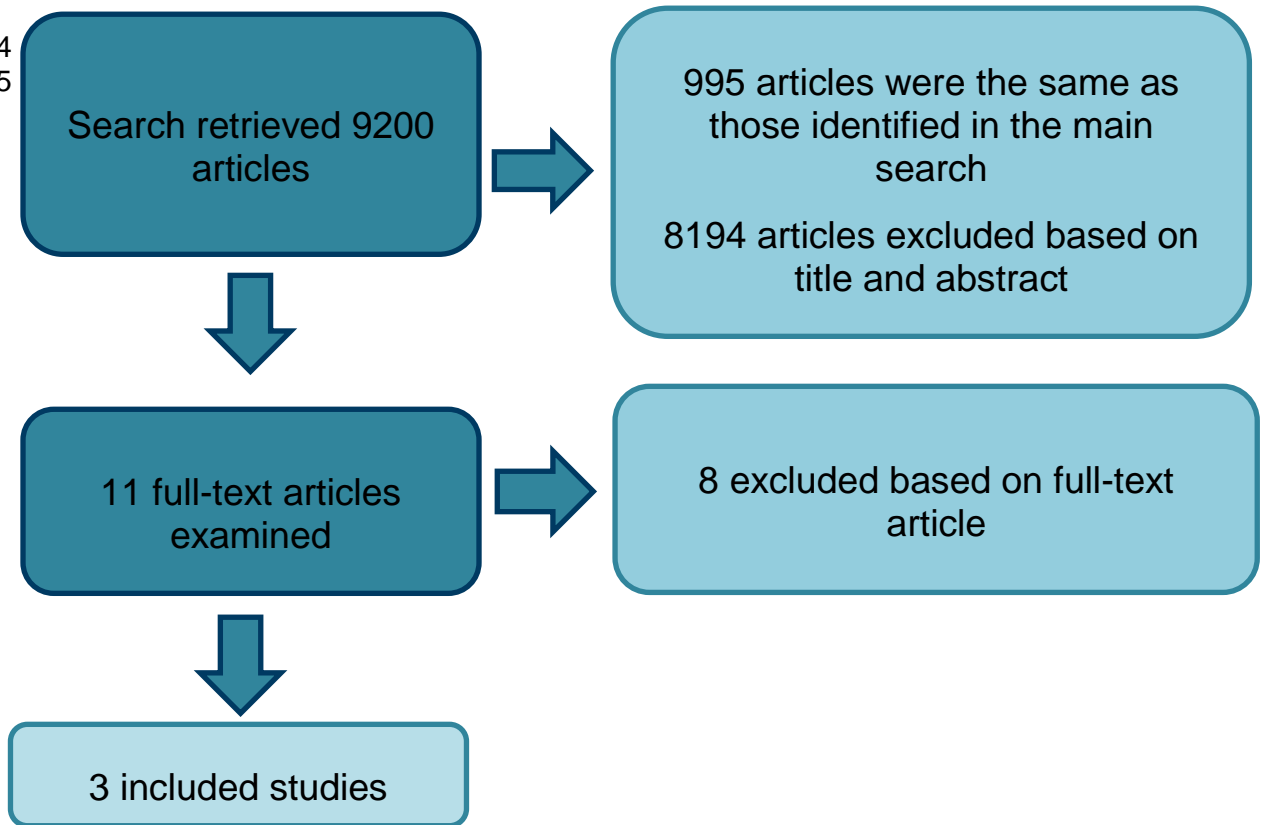 4
5
Search retrieved 9200
articles
995 articles were the same as
those identified in the main
search
8194 articles excluded based on
title and abstract
11 full-text articles
examined
8 excluded based on full-text
article
3 included studies